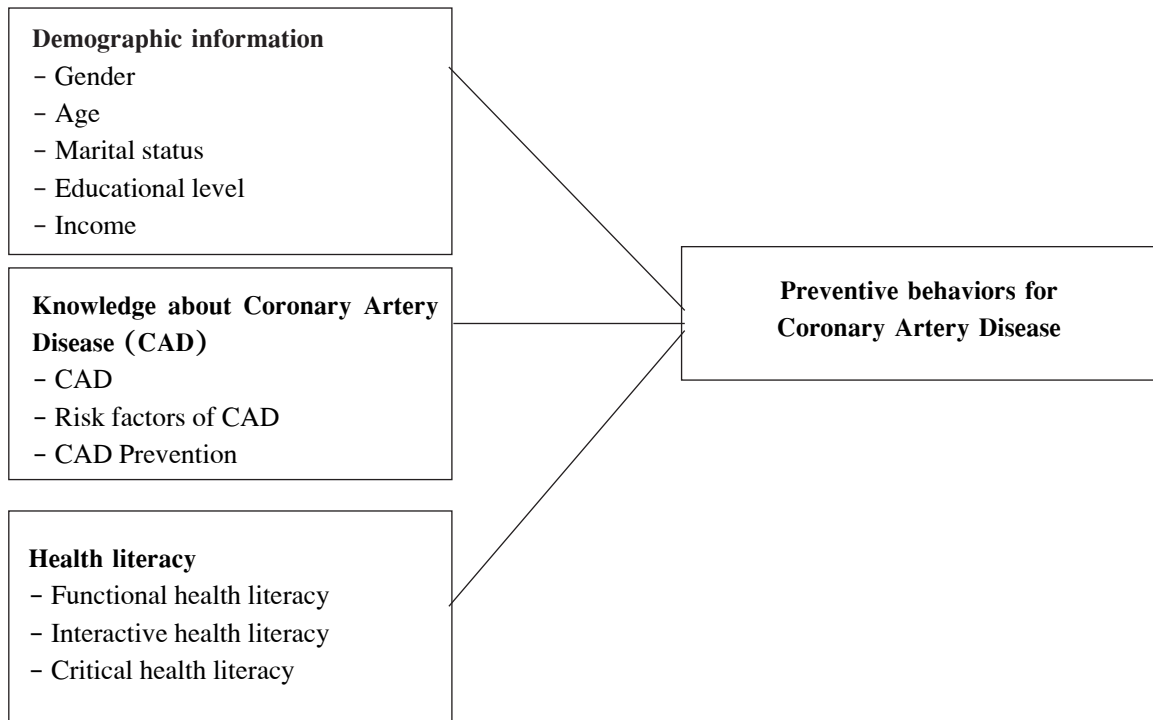 Demographic information
- Gender
- Age
- Marital status
- Educational level
- Income
Knowledge about Coronary Artery
Disease (CAD)
- CAD
- Risk factors of CAD
- CAD Prevention
Health literacy
- Functional health literacy
- Interactive health literacy
- Critical health literacy
Preventive behaviors for
Coronary Artery Disease